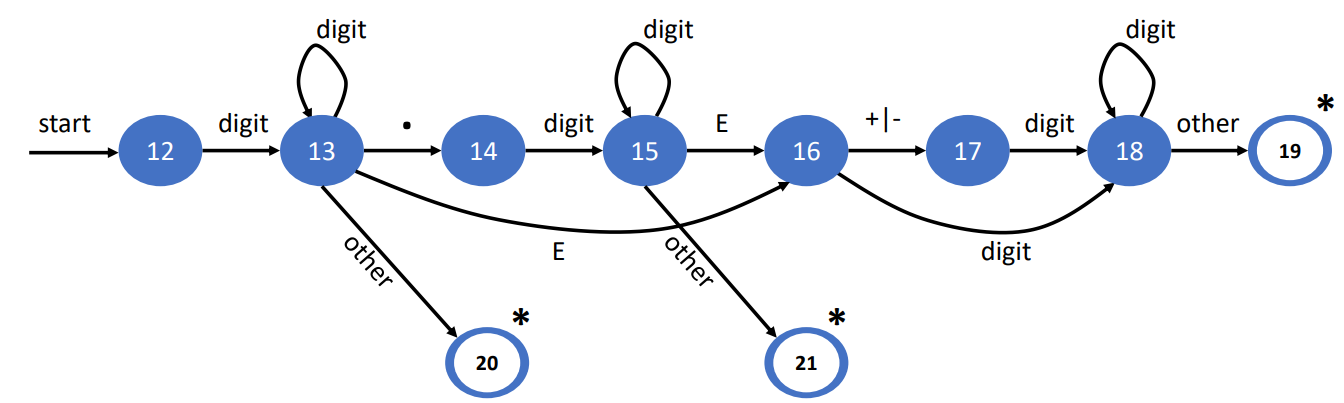 digit digit digit
start digit . digit E +|- digit other *
12 13 14 15 16 17 18 19
other E other digit
* *
20 21